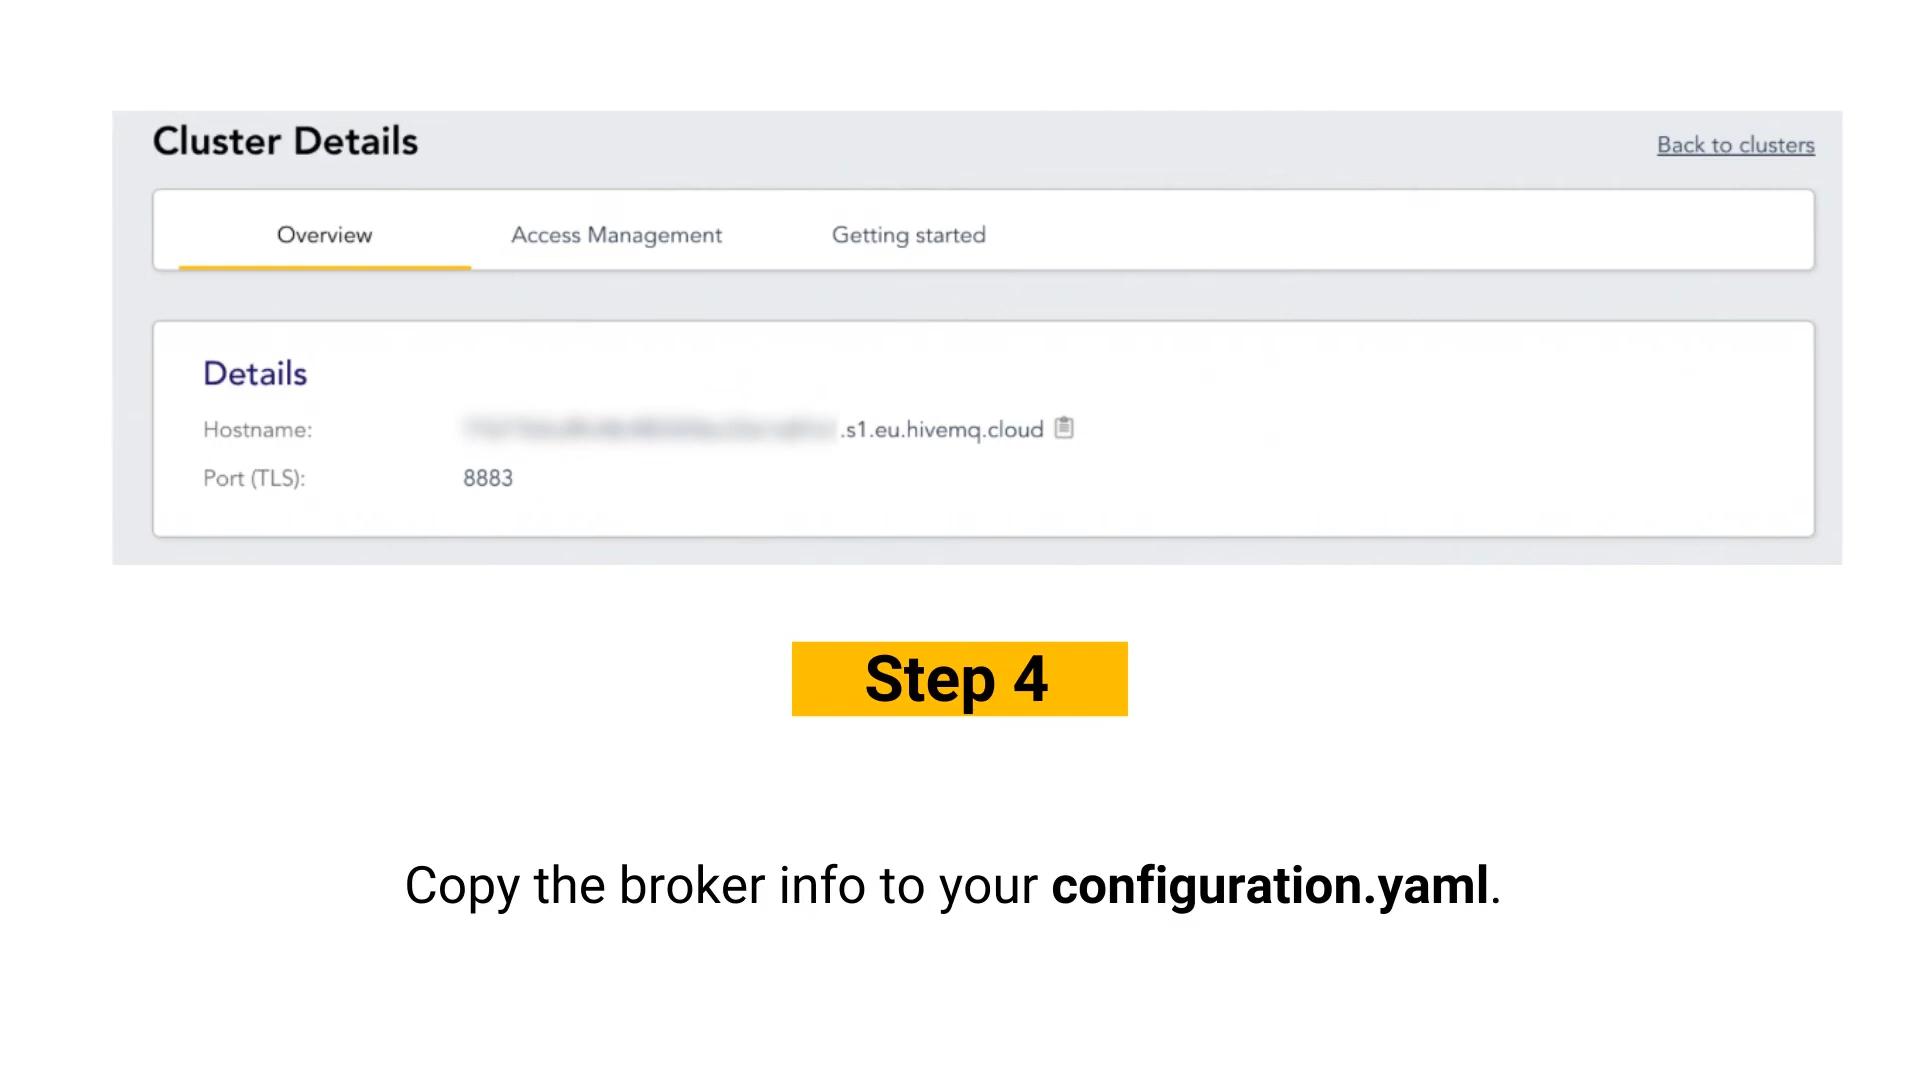 Cluster Details
Back to clusters
Overview Access Management Getting started
Details
Hostname: .s1.eu.hivemq.cloud
Port (TLS): 8883
Step 4
Copy the broker info to your configuration.yaml.